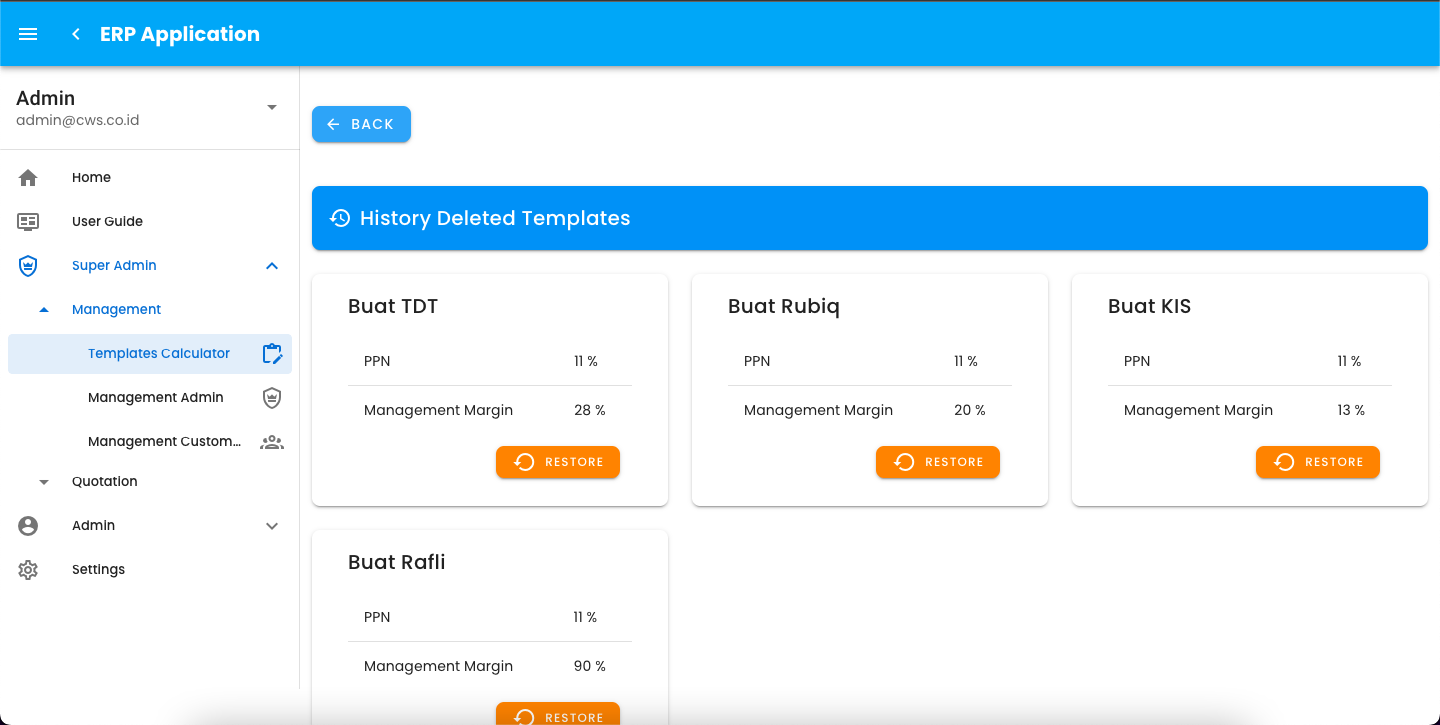 ERP Application
Admin
admin@cws.co.id
Home
User Guide
Super Admin
Management
Templates Calculator
Management Admin
Management Custom...
Quotation
Admin
Settings
BACK
History Deleted Templates
Buat TDT
PPN 11 %
Management Margin 28 %
RESTORE
Buat Rubiq
PPN 11 %
Management Margin 20 %
RESTORE
Buat KIS
PPN 11 %
Management Margin 13 %
RESTORE
Buat Rafli
PPN 11 %
Management Margin 90 %
RESTORE